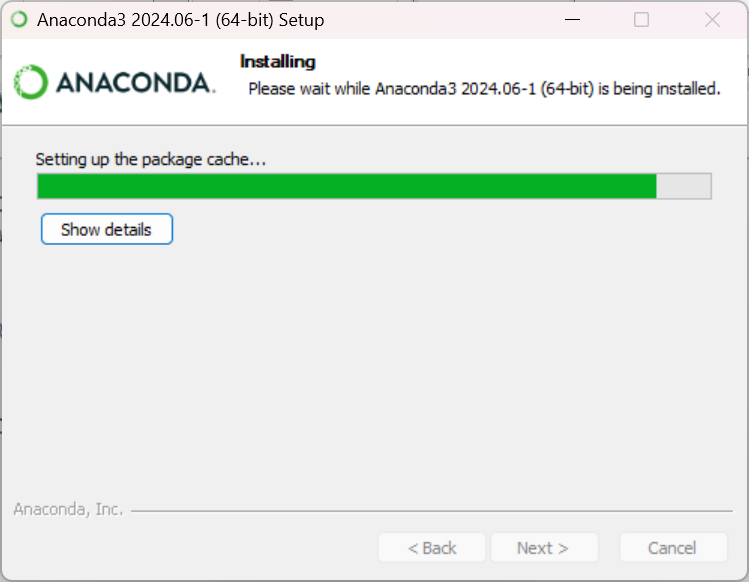 Anaconda3 2024.06-1 (64-bit) Setup
ANACONDA.
Installing
Please wait while Anaconda3 2024.06-1 (64-bit) is being installed.
Setting up the package cache...
Show details
Anaconda, Inc.
< Back
Next >
Cancel